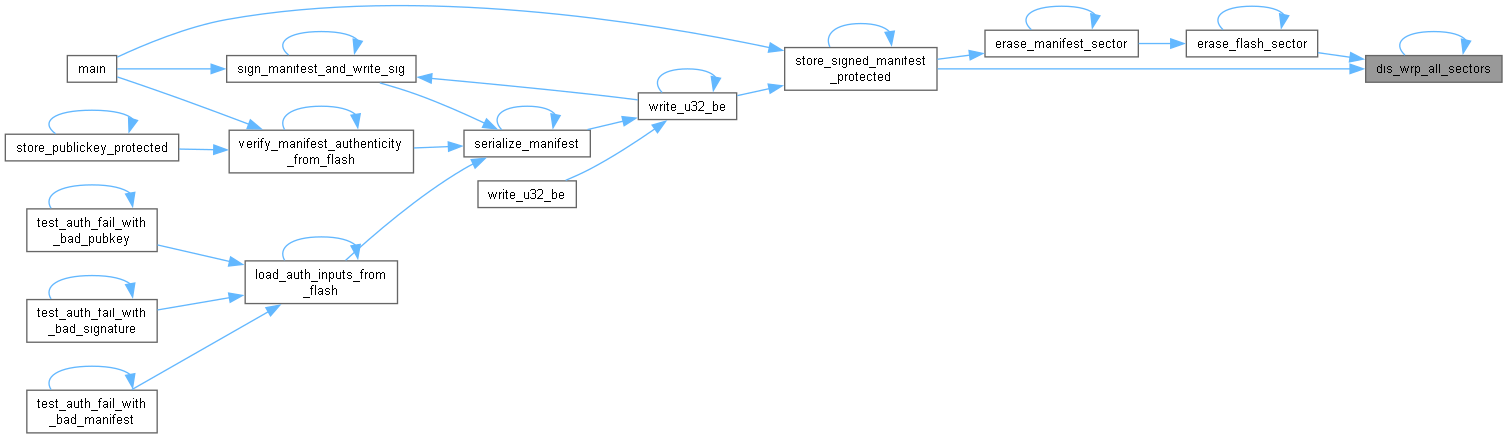 main
sign_manifest_and_write_sig
store_signed_manifest
_protected
erase_manifest_sector
erase_flash_sector
dis_wrp_all_sectors
write_u32_be
store_publickey_protected
verify_manifest_authenticity
_from_flash
serialize_manifest
write_u32_be
test_auth_fail_with
_bad_pubkey
load_auth_inputs_from
_flash
test_auth_fail_with
_bad_signature
test_auth_fail_with
_bad_manifest